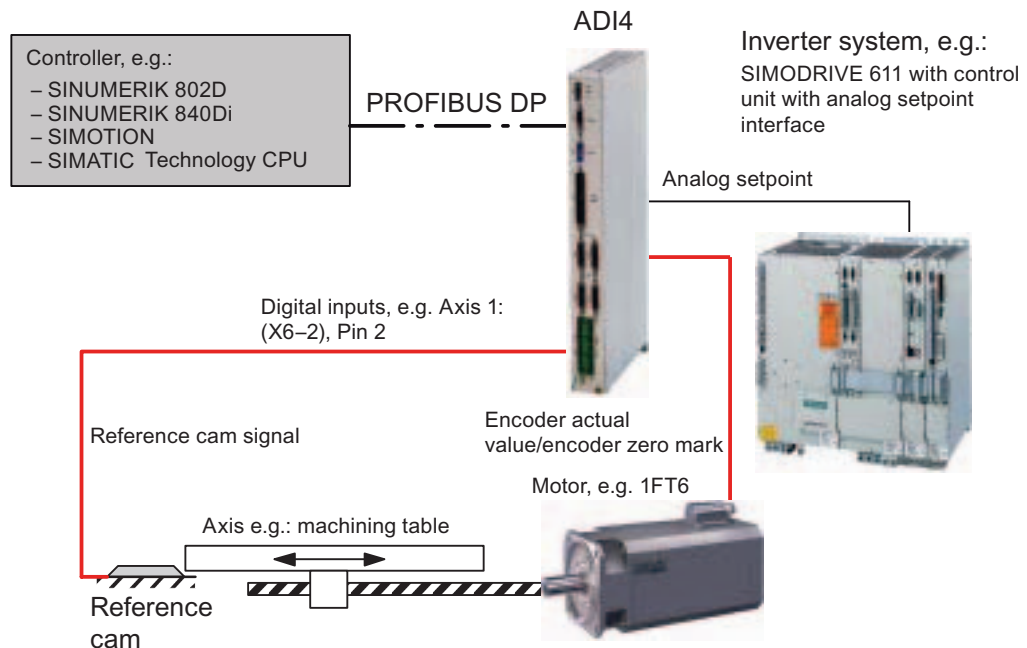 ADI4
Controller, e.g.:
– SINUMERIK 802D
– SINUMERIK 840Di
– SIMOTION
– SIMATIC Technology CPU
PROFIBUS DP
Inverter system, e.g.:
SIMODRIVE 611 with control
unit with analog setpoint
interface
Analog setpoint
Digital inputs, e.g. Axis 1:
(X6–2), Pin 2
Reference cam signal
Encoder actual
value/encoder zero mark
Motor, e.g. 1FT6
Axis e.g.: machining table
Reference
cam